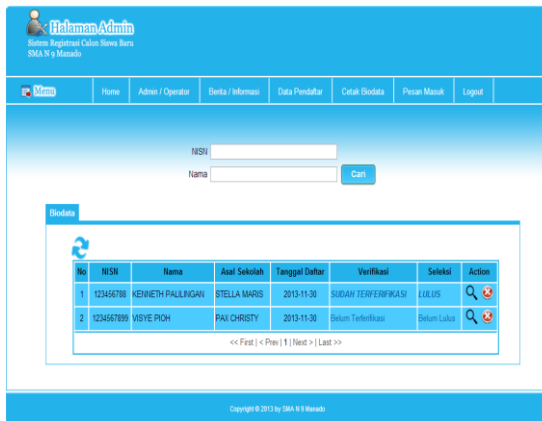 Halaman Admin
Sistem Registrasi Calon Siswa Baru
SMA N 9 Manado
Menu Home Admin / Operator Berita / Informasi Data Pendaftar Cetak Biodata Pesan Masuk Logout
NISN
Nama Cari
Biodata
No NISN Nama Asal Sekolah Tanggal Daftar Verifikasi Seleksi Action
1 123456788 KENNETH PALILINGAN STELLA MARIS 2013-11-30 SUDAH TERFERIFIKASI LULUS
2 1234567899 VISYE PIOH PAX CHRISTY 2013-11-30 Belum Terferifikasi Belum Lulus
<< First | < Prev | 1 | Next > | Last >>
Copyright © 2013 by SMA N 9 Manado